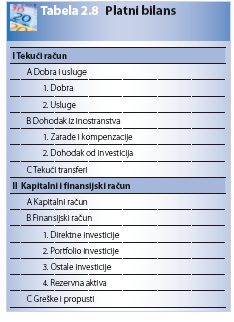 Tabela 2.8 Platni bilans
I Tekući račun
A Dobra i usluge
1. Dobra
2. Usluge
B Dohodak iz inostranstva
1. Zarade i kompenzacije
2. Dohodak od investicija
C Tekući transferi
II Kapitalni i finansijski račun
A Kapitalni račun
B Finansijski račun
1. Direktne investicije
2. Portfolio investicije
3. Ostale investicije
4. Rezervna aktiva
C Greške i propusti